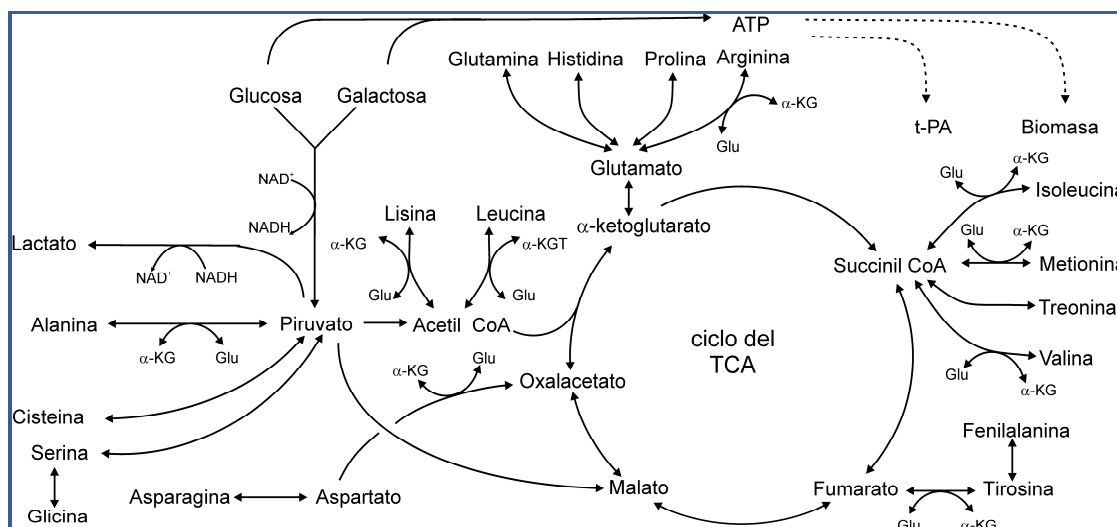 ATP
Glutamina Histidina Prolina Arginina
Glucosa Galactosa
α-KG
Glu
t-PA Biomasa
Glutamato
α-KG
Glu
Isoleucina
NAD⁺
NADH
Lisina Leucina
α-ketoglutarato
Glu
α-KG
Lactato
α-KG
α-KGT
NAD⁺ NADH
Succinil CoA
Metionina
Glu
Glu
Treonina
Alanina
Piruvato
Acetil CoA
ciclo del
TCA
α-KG Glu
Glu
α-KG
Valina
Glu
α-KG
Oxalacetato
Cisteina
Fenilalanina
Serina
Asparagina Aspartato
Malato
Fumarato
Tirosina
Glicina
Glu
α-KG